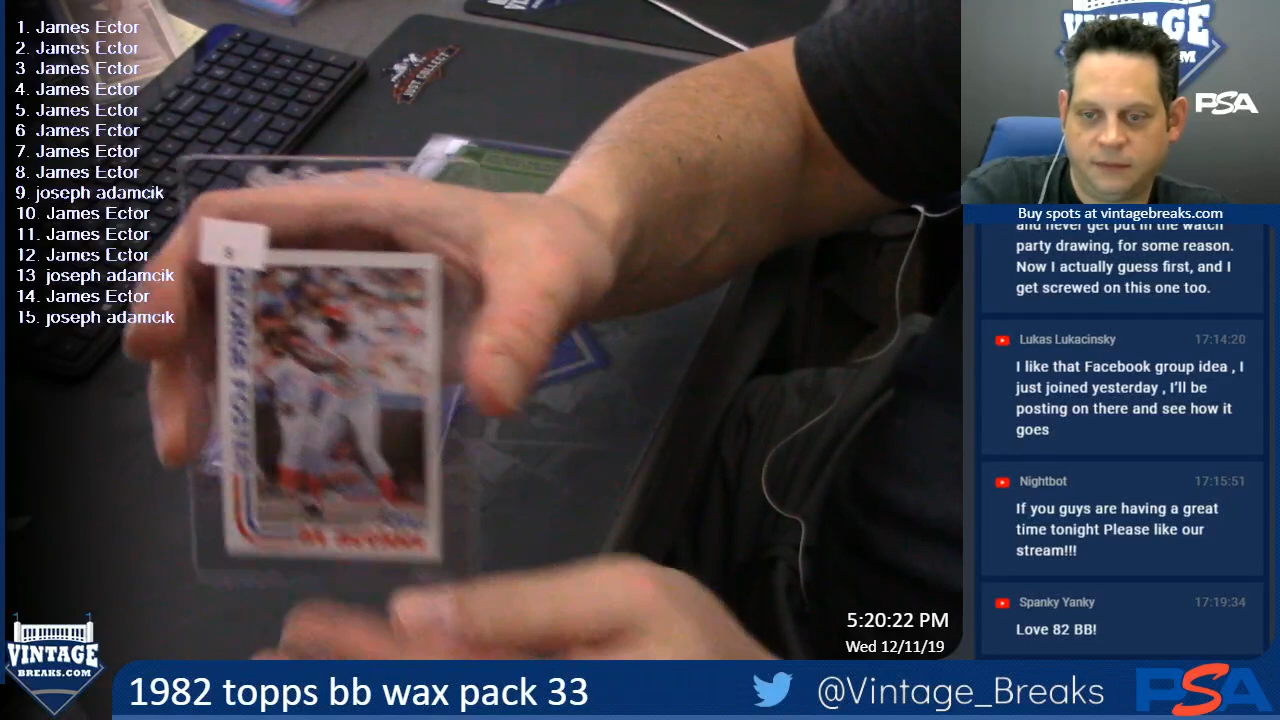 1. James Ector
2. James Ector
3 James Ector
4. James Ector
5. James Ector
6. James Ector
7. James Ector
8. James Ector
9. joseph adamcik
10. James Ector
11. James Ector
12. James Ector
13 joseph adamcik
14. James Ector
15. joseph adamcik
JUST COLLECT
GEORGE FOSTER
VINTAGE
.COM
PSA
Buy spots at vintagebreaks.com
and never get put in the watch
party drawing, for some reason.
Now I actually guess first, and I
get screwed on this one too.
Lukas Lukacinsky 17:14:20
I like that Facebook group idea , I
just joined yesterday , I'll be
posting on there and see how it
goes
Nightbot 17:15:51
If you guys are having a great
time tonight Please like our
stream!!!
Spanky Yanky 17:19:34
Love 82 BB!
5:20:22 PM
Wed 12/11/19
VINTAGE
BREAKS.COM
1982 topps bb wax pack 33
@Vintage_Breaks
PSA